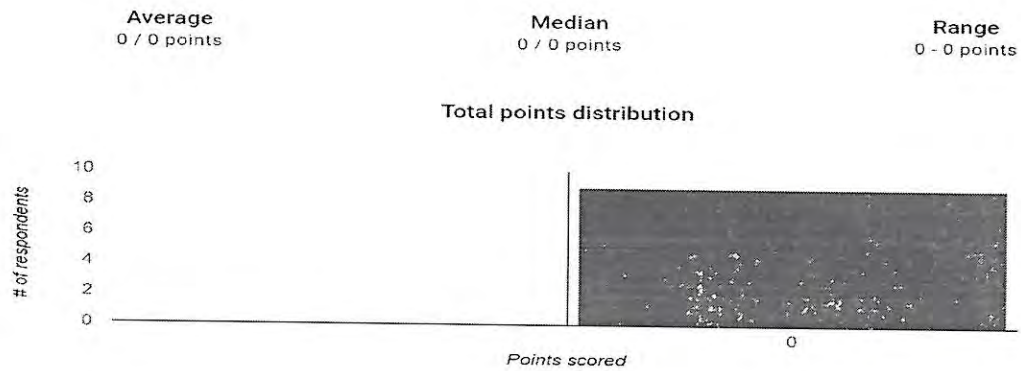 Average
0 / 0 points
Median
0 / 0 points
Range
0 - 0 points
Total points distribution
# of respondents
10
8
6
4
2
0
0
Points scored